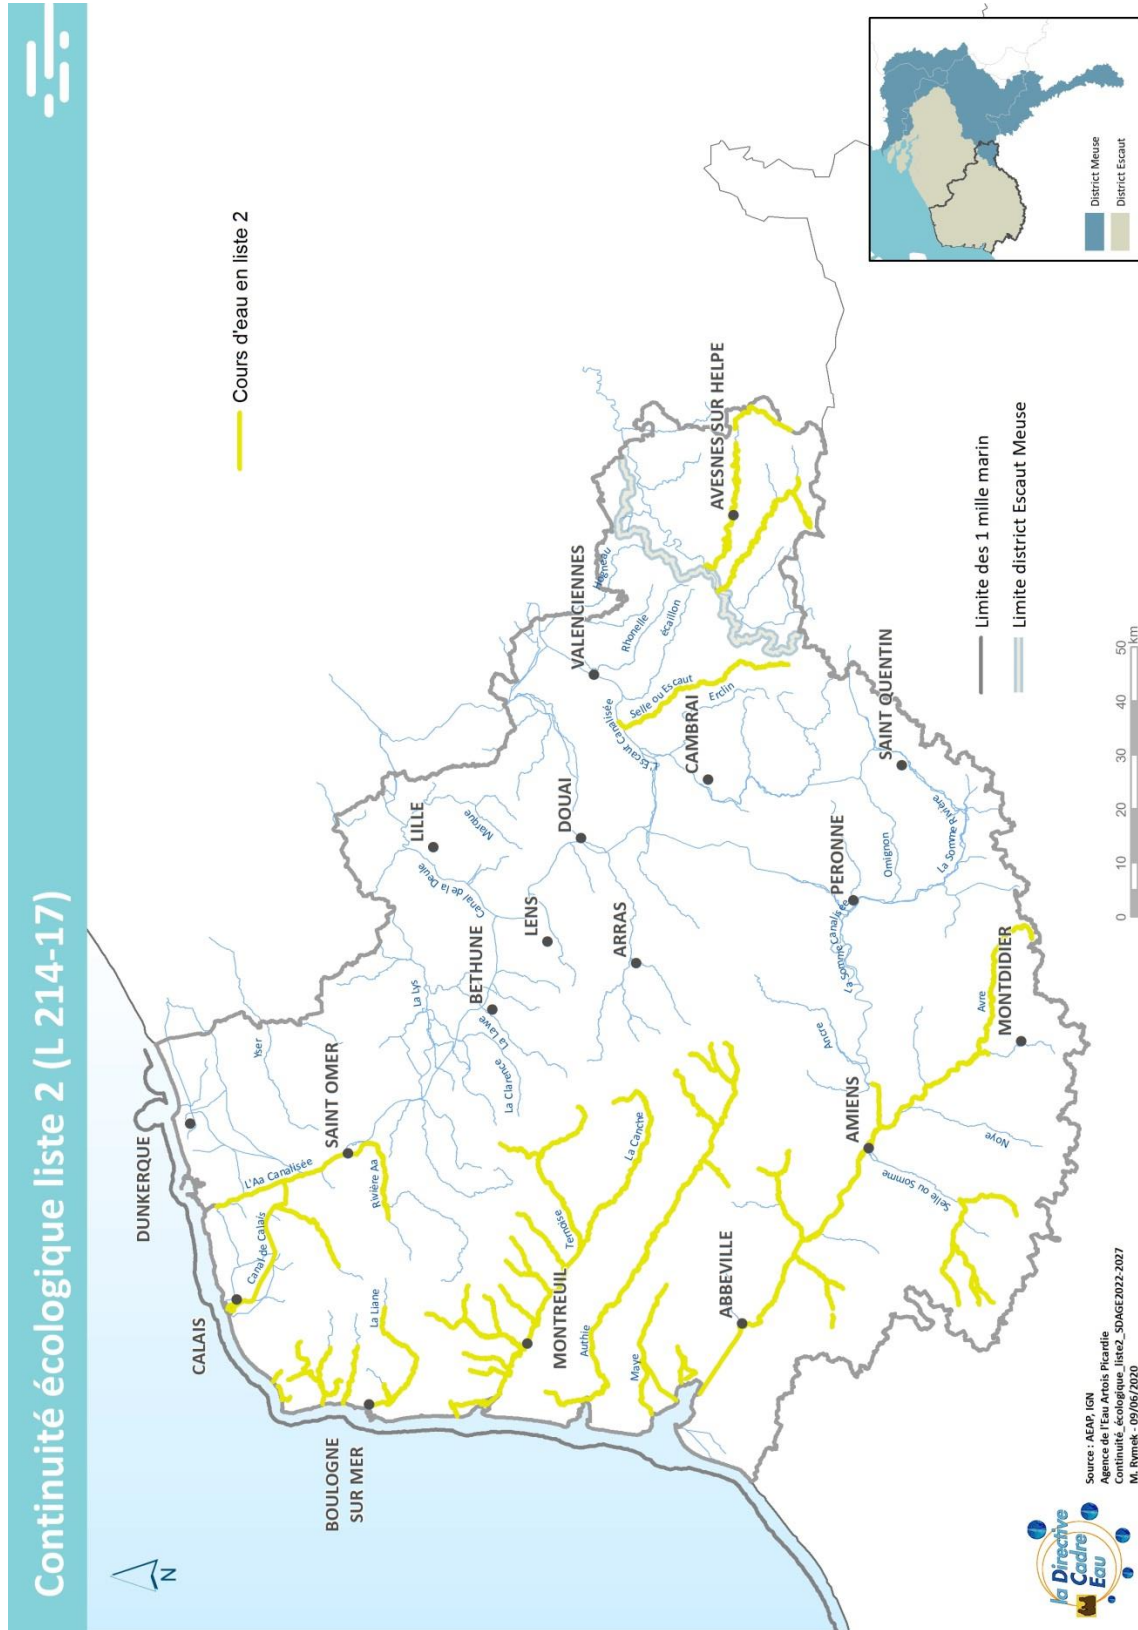 Continuité écologique liste 2 (L 214-17)
Cours d'eau en liste 2
DUNKERQUE
CALAIS
Canal de Calais
L'Aa Canalisée
Yser
SAINT OMER
Rivière Aa
La Liane
BOULOGNE
SUR MER
La Lys
LILLE
Canal de la Deule
Marque
BETHUNE
La Lawe
La Clarence
LENS
DOUAI
ARRAS
MONTREUIL
Ternoise
La Canche
Authie
Maye
ABBEVILLE
AMIENS
Ancre
Selle ou Somme
Noye
Avre
MONTDIDIER
PERONNE
La Somme Canalisée
Omignon
La Somme Rivière
SAINT QUENTIN
CAMBRAI
L'Escaut Canalisée
Selle ou Escaut
Erclin
VALENCIENNES
Rhonelle
écaillon
Hogneau
AVESNES SUR HELPE
Limite des 1 mille marin
Limite district Escaut Meuse
0 10 20 30 40 50
km
District Meuse
District Escaut
N
la Directive
Cadre
Eau
Source : AEAP, IGN
Agence de l'Eau Artois Picardie
Continuité_écologique_liste2_SDAGE2022-2027
M. Rymek - 09/06/2020